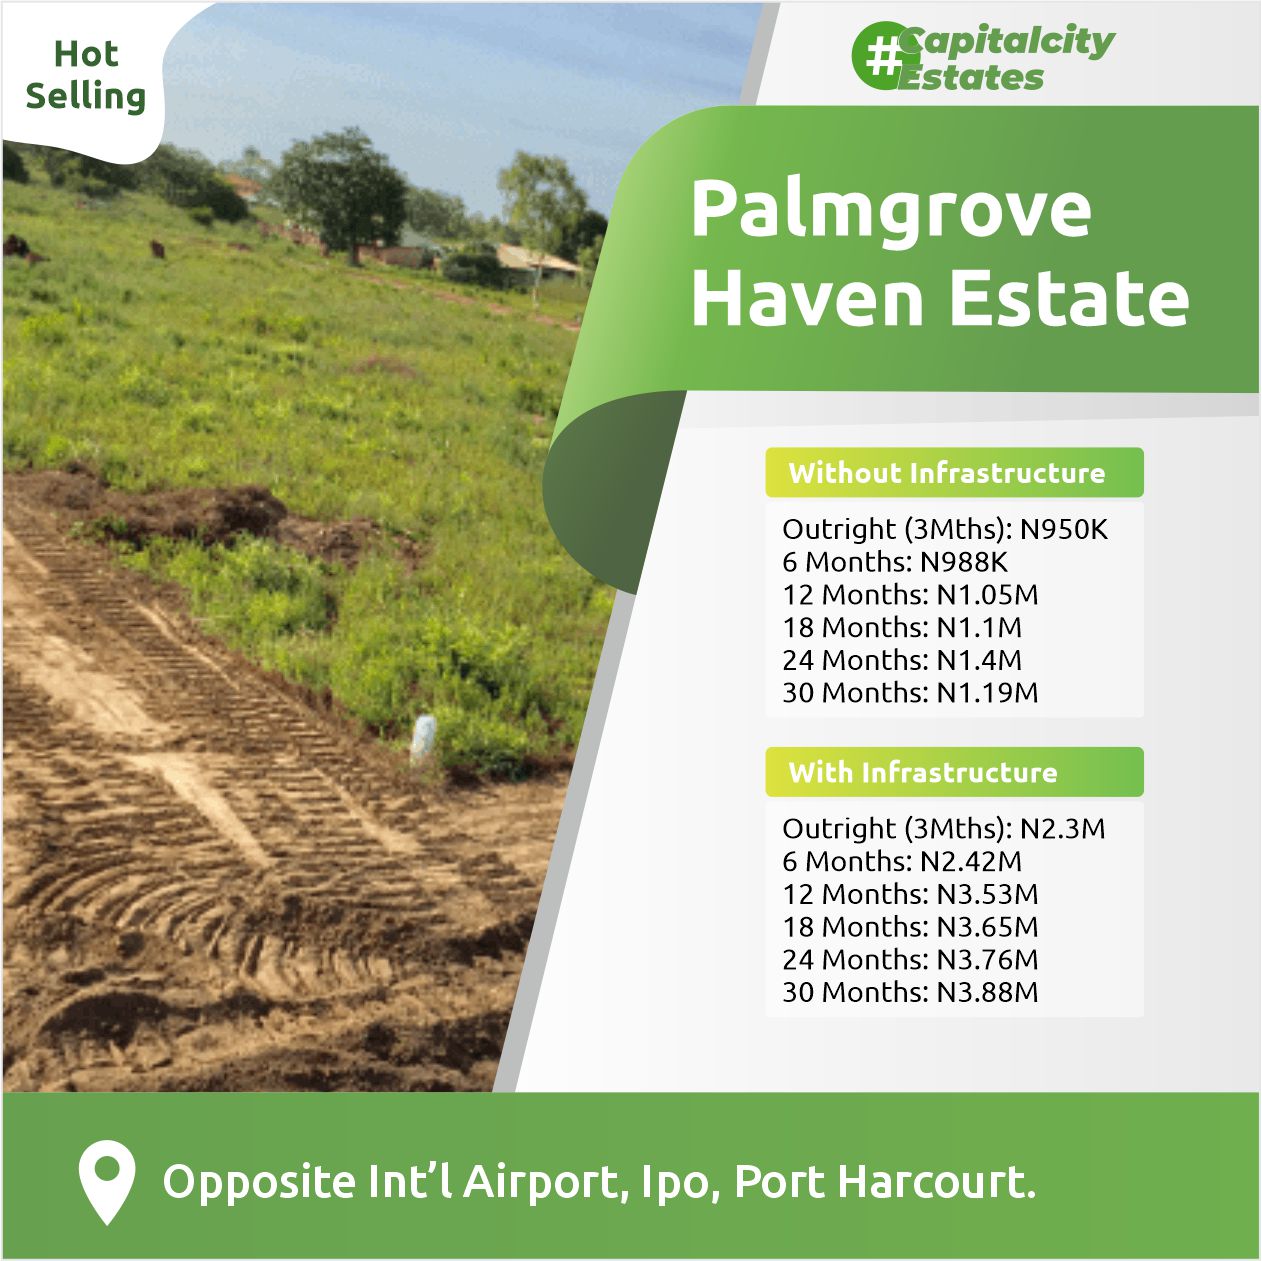 Hot
Selling
#Capitalcity
Estates
Palmgrove
Haven Estate
Without Infrastructure
Outright (3Mths): N950K
6 Months: N988K
12 Months: N1.05M
18 Months: N1.1M
24 Months: N1.4M
30 Months: N1.19M
With Infrastructure
Outright (3Mths): N2.3M
6 Months: N2.42M
12 Months: N3.53M
18 Months: N3.65M
24 Months: N3.76M
30 Months: N3.88M
Opposite Int’l Airport, Ipo, Port Harcourt.